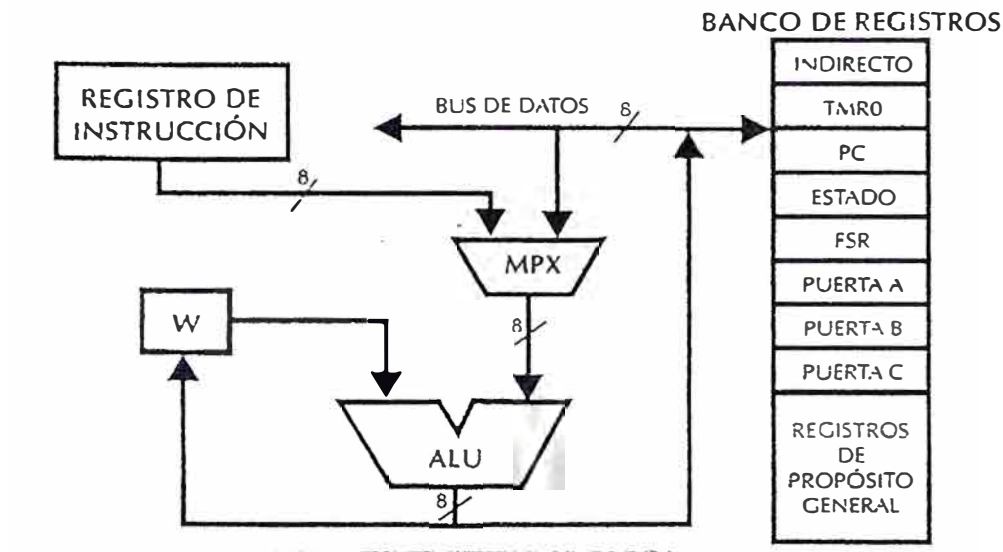 BANCO DE REGISTROS
REGISTRO DE
INSTRUCCIÓN
BUS DE DATOS
8
8
MPX
8
W
ALU
8
INDIRECTO
TMR0
PC
ESTADO
FSR
PUERTA A
PUERTA B
PUERTA C
REGISTROS
DE
PROPÓSITO
GENERAL